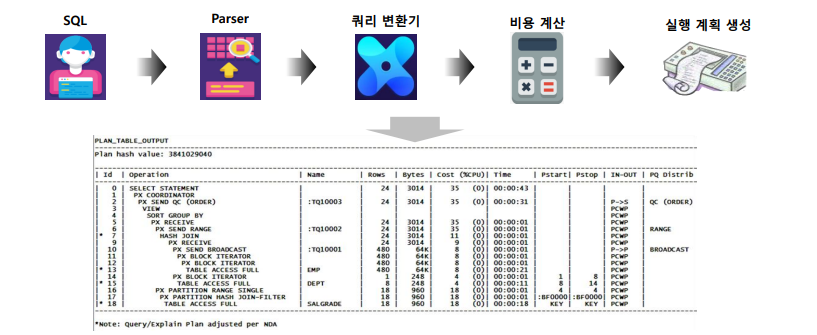 SQL
Parser
쿼리 변환기
비용 계산
실행 계획 생성
PLAN_TABLE_OUTPUT
Plan hash value: 3841029040
| Id | Operation | Name | Rows | Bytes | Cost (%CPU)| Time | Pstart| Pstop | IN-OUT | PQ Distrib
| 0 | SELECT STATEMENT | | 24 | 3014 | 35 (0)| 00:00:43 | | | |
| 1 | PX COORDINATOR | | | | | | | | |
| 2 | PX SEND QC (ORDER) | :TQ10003 | 24 | 3014 | 35 (0)| 00:00:31 | | | P->S | QC (ORDER)
| 3 | VIEW | | | | | | | | PCWP |
| 4 | SORT GROUP BY | | | | | | | | PCWP |
| 5 | PX RECEIVE | | 24 | 3014 | 35 (0)| 00:00:01 | | | PCWP |
| 6 | PX SEND RANGE | :TQ10002 | 24 | 3014 | 35 (0)| 00:00:01 | | | PCWP | RANGE
|* 7 | HASH JOIN | | 24 | 3014 | 11 (0)| 00:00:01 | | | PCWP |
| 9 | PX RECEIVE | | 24 | 3014 | 9 (0)| 00:00:01 | | | PCWP |
| 10 | PX SEND BROADCAST | :TQ10001 | 480 | 64K| 8 (0)| 00:00:01 | | | P->P | BROADCAST
| 11 | PX BLOCK ITERATOR | | 480 | 64K| 8 (0)| 00:00:01 | | | PCWP |
| 12 | PX BLOCK ITERATOR | | 480 | 64K| 8 (0)| 00:00:01 | | | PCWP |
|* 13 | TABLE ACCESS FULL | EMP | 480 | 64K| 8 (0)| 00:00:21 | | | PCWP |
| 14 | PX BLOCK ITERATOR | | 1 | 248 | 4 (0)| 00:00:01 | 1 | 8 | PCWP |
|* 15 | TABLE ACCESS FULL | DEPT | 8 | 248 | 4 (0)| 00:00:11 | 8 | 14 | PCWP |
| 16 | PX PARTITION RANGE SINGLE | | 18 | 960 | 18 (0)| 00:00:01 | 4 | 4 | PCWP |
| 17 | PX PARTITION HASH JOIN-FILTER | | 18 | 960 | 18 (0)| 00:00:01 |:BF0000|:BF0000| PCWP |
|* 18 | TABLE ACCESS FULL | SALGRADE | 18 | 960 | 18 (0)| 00:00:18 | KEY | KEY | PCWP |
*Note: Query/Explain Plan adjusted per NDA